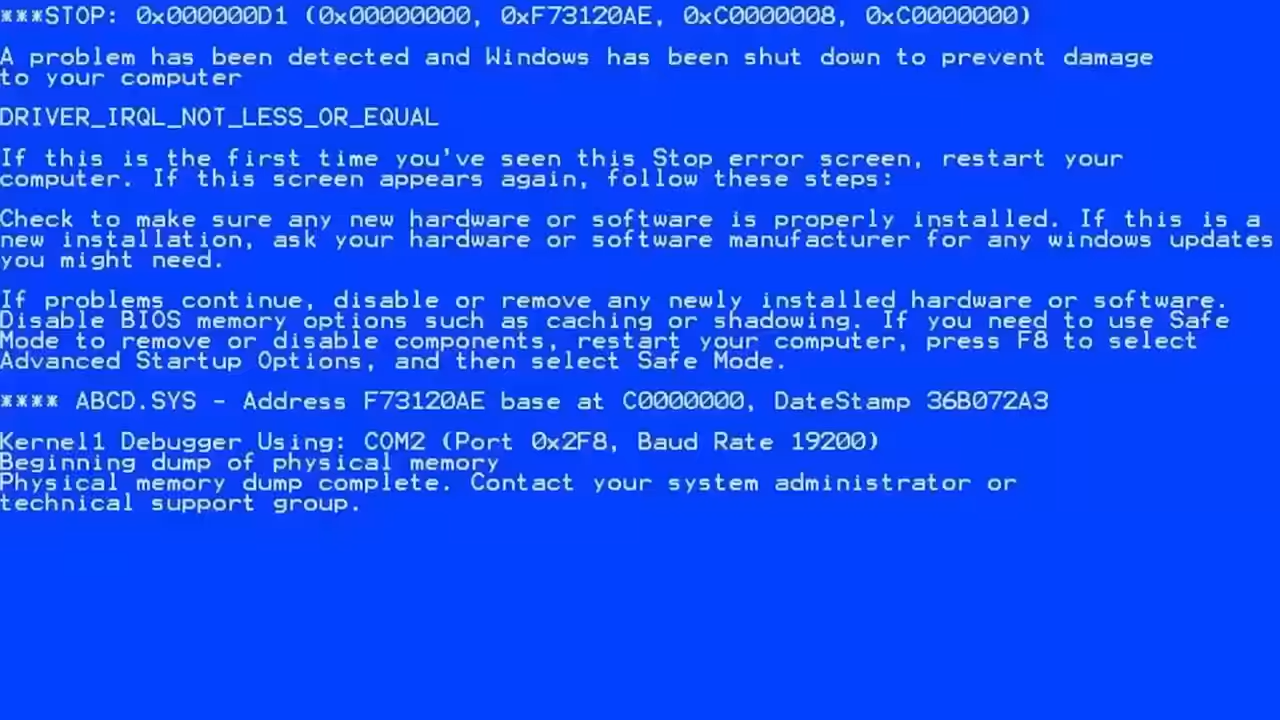 ***STOP: 0x000000D1 (0x00000000, 0xF73120AE, 0xC0000008, 0xC0000000)
A problem has been detected and Windows has been shut down to prevent damage
to your computer
DRIVER_IRQL_NOT_LESS_OR_EQUAL
If this is the first time you've seen this Stop error screen, restart your
computer. If this screen appears again, follow these steps:
Check to make sure any new hardware or software is properly installed. If this is a
new installation, ask your hardware or software manufacturer for any windows updates
you might need.
If problems continue, disable or remove any newly installed hardware or software.
Disable BIOS memory options such as caching or shadowing. If you need to use Safe
Mode to remove or disable components, restart your computer, press F8 to select
Advanced Startup Options, and then select Safe Mode.
**** ABCD.SYS - Address F73120AE base at C0000000, DateStamp 36B072A3
Kernel1 Debugger Using: COM2 (Port 0x2F8, Baud Rate 19200)
Beginning dump of physical memory
Physical memory dump complete. Contact your system administrator or
technical support group.